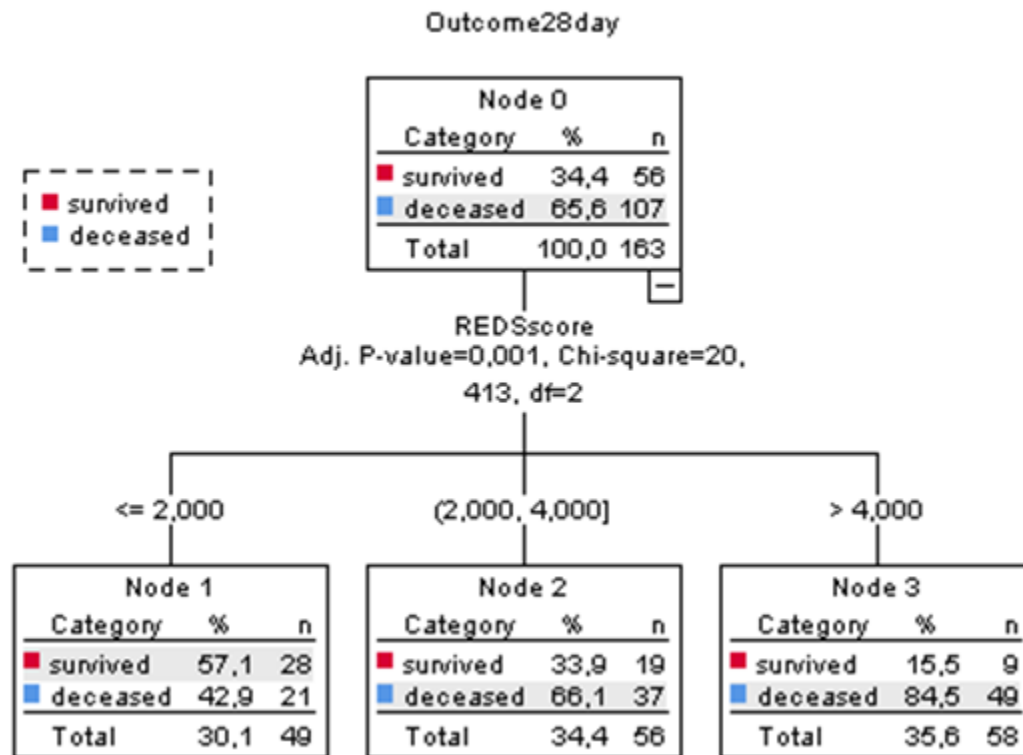 Outcome28day
Node 0
Category % n
survived 34,4 56
deceased 65,6 107
Total 100,0 163
survived
deceased
REDSscore
Adj. P-value=0,001, Chi-square=20,
413, df=2
<= 2,000
(2,000, 4,000]
> 4,000
Node 1
Category % n
survived 57,1 28
deceased 42,9 21
Total 30,1 49
Node 2
Category % n
survived 33,9 19
deceased 66,1 37
Total 34,4 56
Node 3
Category % n
survived 15,5 9
deceased 84,5 49
Total 35,6 58